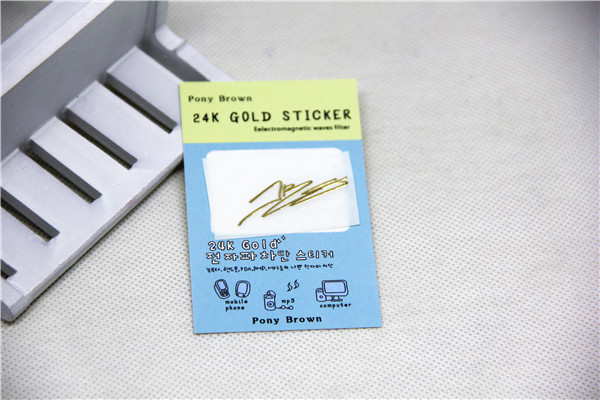 Pony Brown
24K GOLD STICKER
Eelectromagnetic waves filter
24K Gold
전자파차단 스티커
mobile phone
mp3
computer
Pony Brown